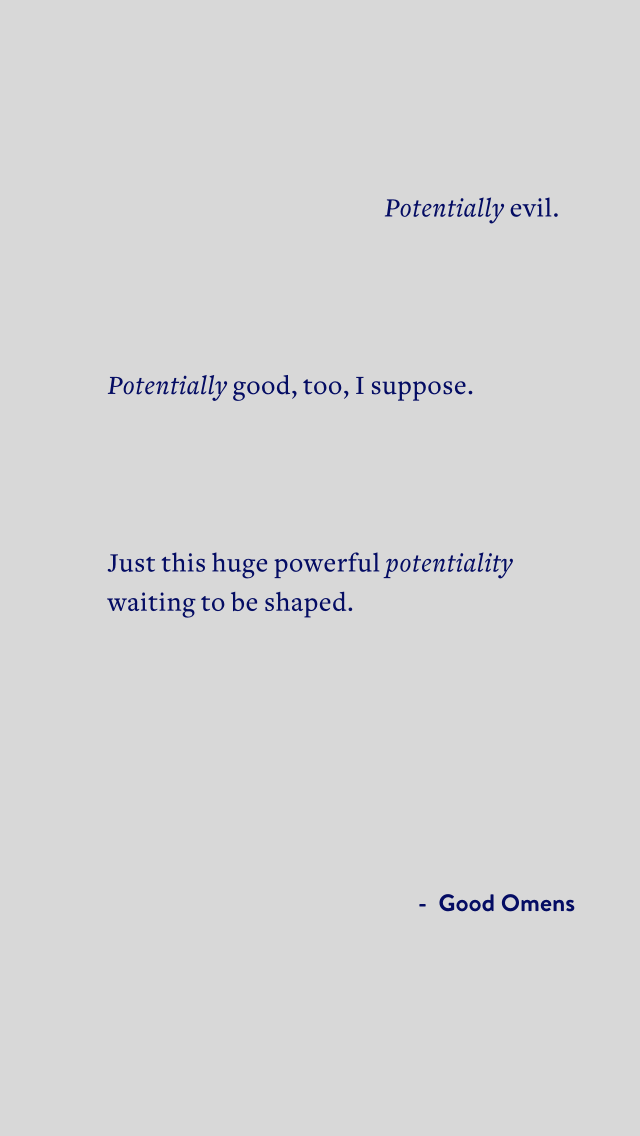 Potentially evil.
Potentially good, too, I suppose.
Just this huge powerful potentiality
waiting to be shaped.
- Good Omens